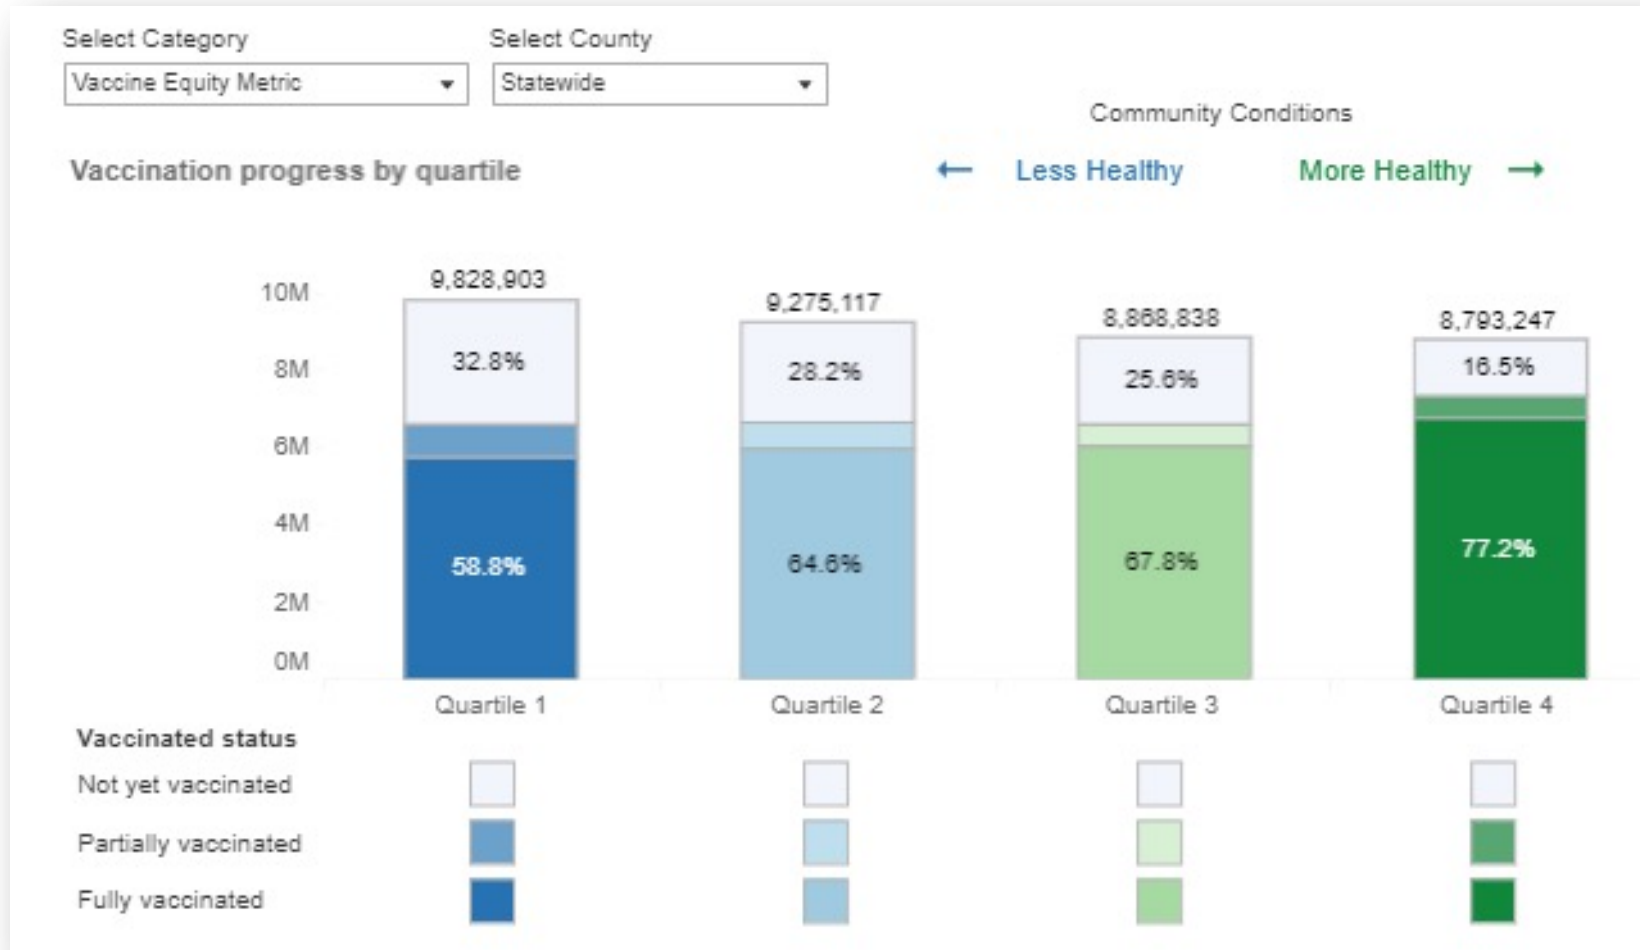 Select Category
Select County
Vaccine Equity Metric
Statewide
Community Conditions
Vaccination progress by quartile
← Less Healthy
More Healthy →
10M
8M
6M
4M
2M
0M
9,828,903
32.8%
58.8%
9,275,117
28.2%
64.6%
8,868,838
25.6%
67.8%
8,793,247
16.5%
77.2%
Quartile 1
Quartile 2
Quartile 3
Quartile 4
Vaccinated status
Not yet vaccinated
Partially vaccinated
Fully vaccinated